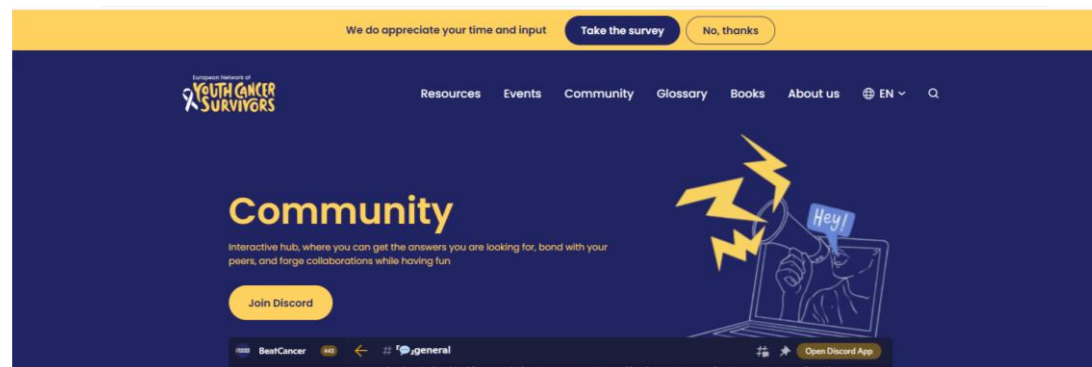 We do appreciate your time and input Take the survey No, thanks
European Network of
YOUTH CANCER
SURVIVORS
Resources Events Community Glossary Books About us EN
Hey!
Community
Interactive hub, where you can get the answers you are looking for, bond with your
peers, and forge collaborations while having fun
Join Discord
BeatCancer 443 # 💬general Open Discord App